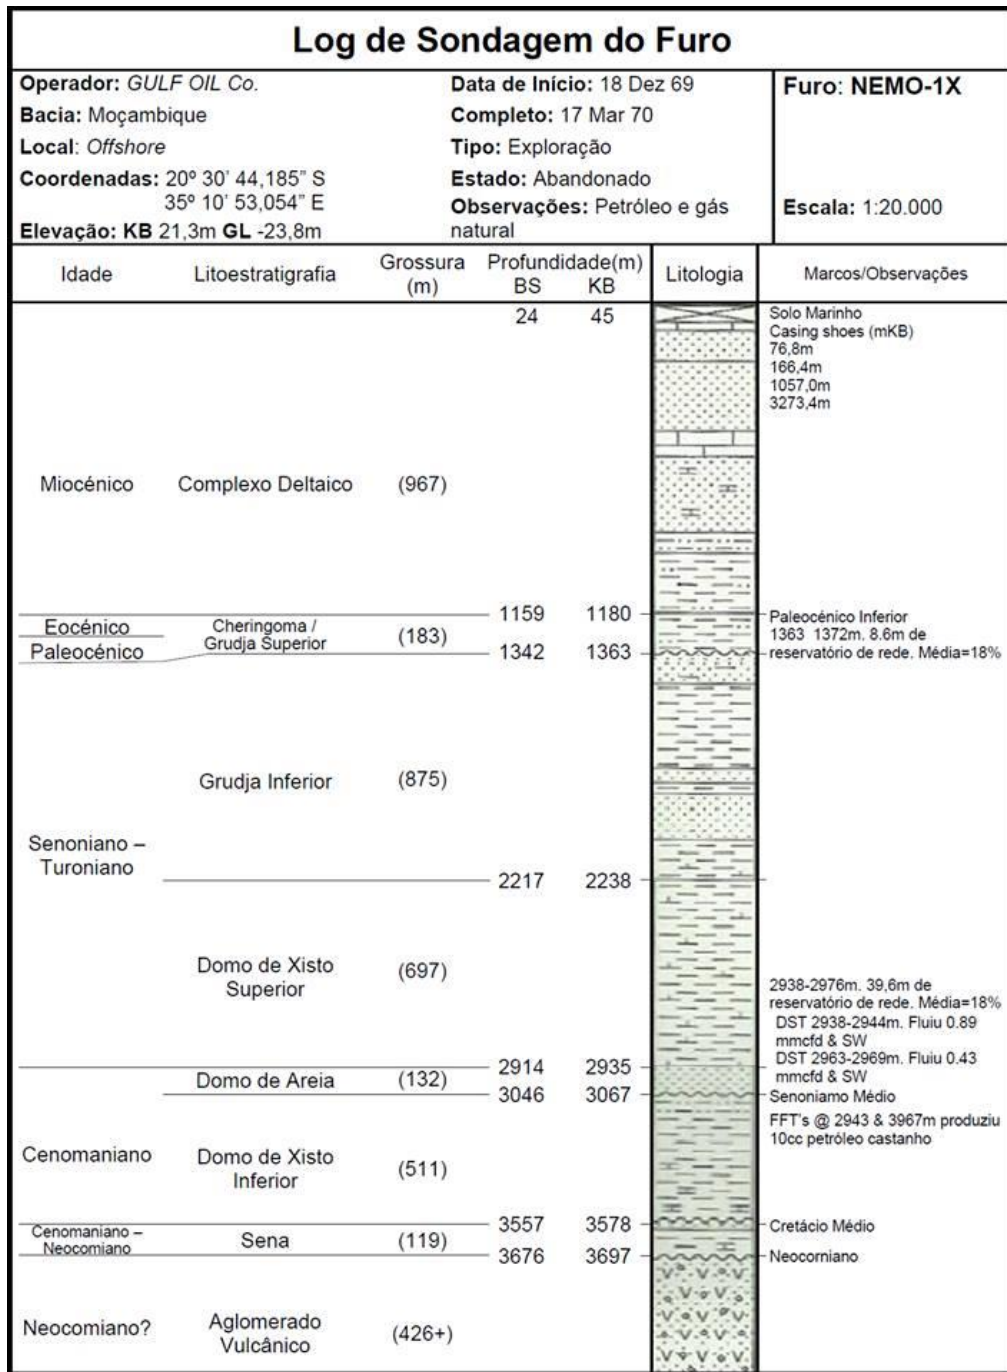 Log de Sondagem do Furo
Operador: GULF OIL Co.
Bacia: Moçambique
Local: Offshore
Coordenadas: 20º 30’ 44,185” S
35º 10’ 53,054” E
Elevação: KB 21,3m GL -23,8m
Data de Início: 18 Dez 69
Completo: 17 Mar 70
Tipo: Exploração
Estado: Abandonado
Observações: Petróleo e gás
natural
Furo: NEMO-1X
Escala: 1:20.000
Idade Litoestratigrafia Grossura (m) Profundidade(m) BS KB Litologia Marcos/Observações
24 45
Solo Marinho
Casing shoes (mKB)
76,8m
166,4m
1057,0m
3273,4m
Miocénico Complexo Deltaico (967)
1159 1180
Paleocénico Inferior
Eocénico
Cheringoma /
Grudja Superior
(183)
Paleocénico
1363 1372m. 8.6m de
reservatório de rede. Média=18%
1342 1363
Grudja Inferior (875)
Senoniano –
Turoniano
2217 2238
Domo de Xisto
Superior
(697)
2938-2976m. 39,6m de
reservatório de rede. Média=18%
DST 2938-2944m. Fluiu 0.89
mmcfd & SW
DST 2963-2969m. Fluiu 0.43
mmcfd & SW
2914 2935
Domo de Areia (132)
3046 3067
Senoniamo Médio
FFT's @ 2943 & 3967m produziu
10cc petróleo castanho
Cenomaniano
Domo de Xisto
Inferior
(511)
3557 3578
Cretácio Médio
Cenomaniano –
Neocomiano
Sena (119)
3676 3697
Neocorniano
Neocomiano?
Aglomerado
Vulcânico
(426+)